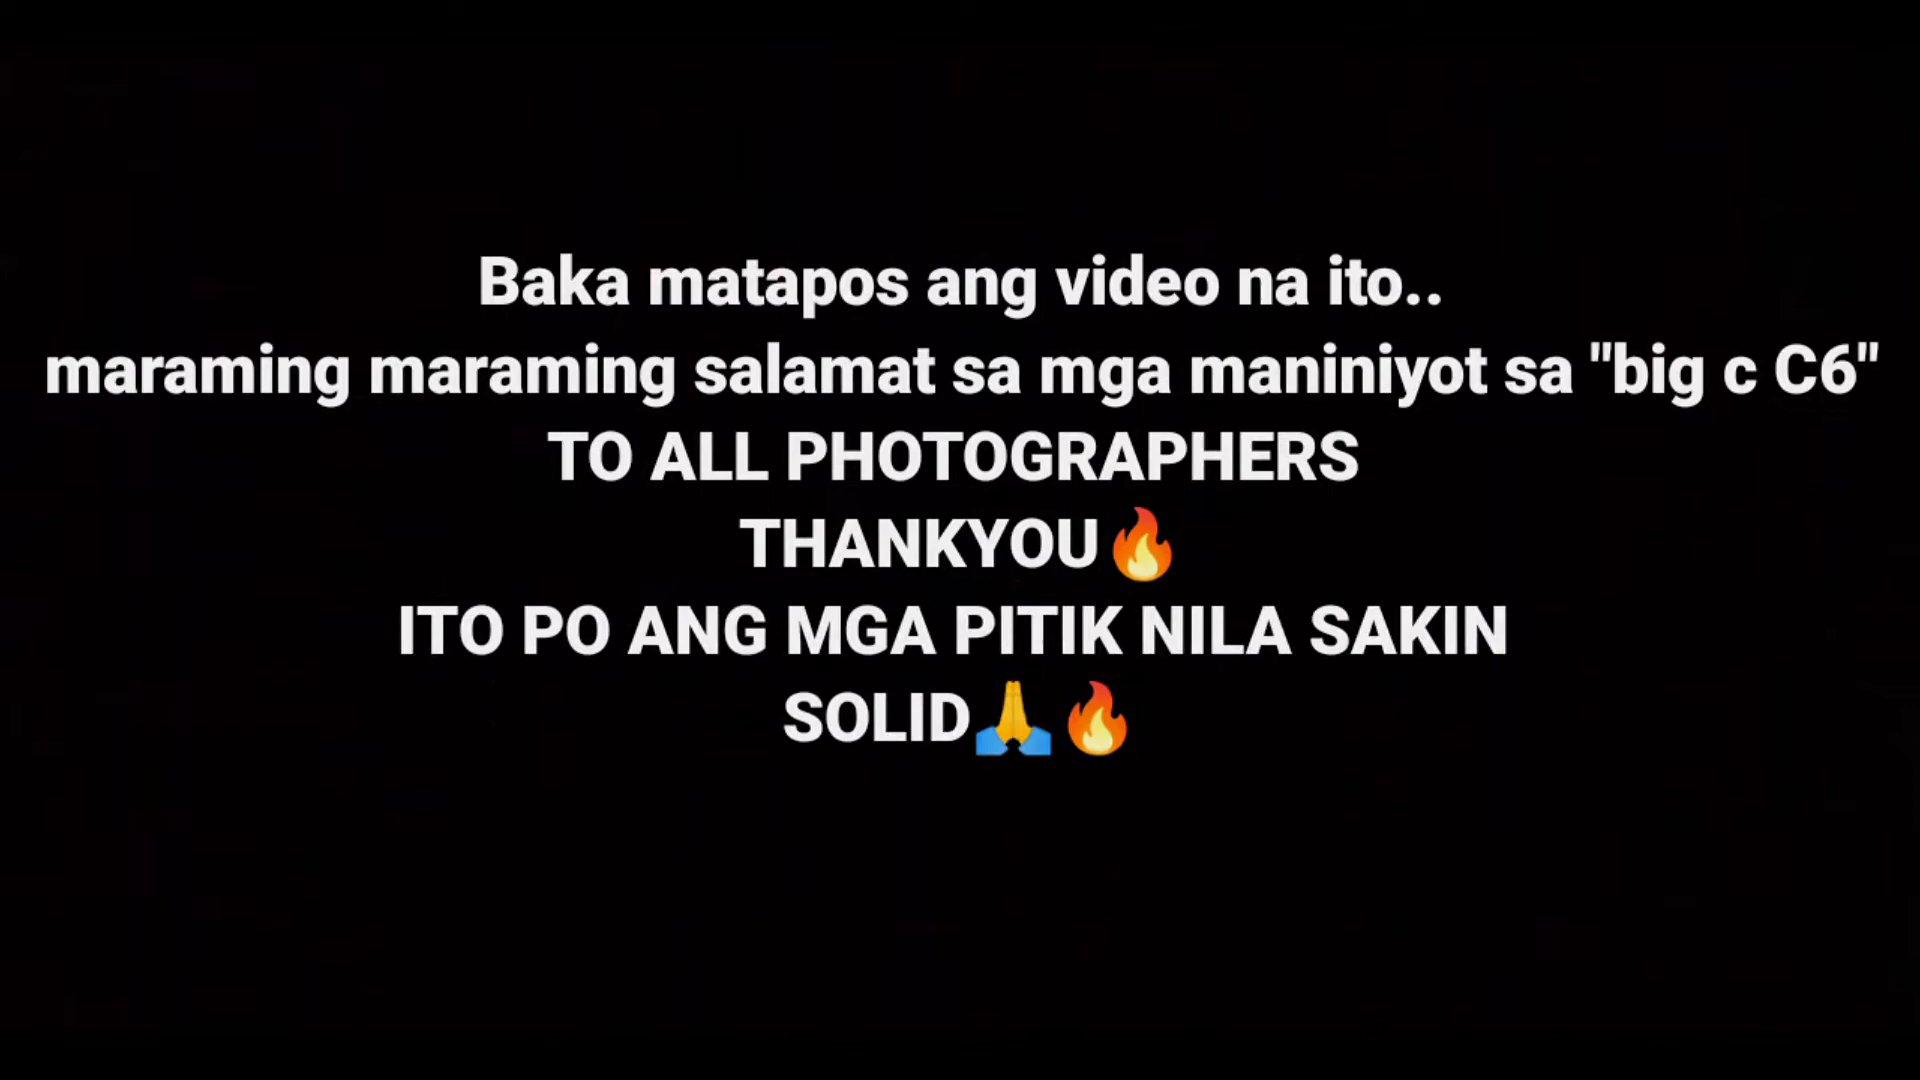 Baka matapos ang video na ito..
maraming maraming salamat sa mga maniniyot sa "big c C6"
TO ALL PHOTOGRAPHERS
THANKYOU🔥
ITO PO ANG MGA PITIK NILA SAKIN
SOLID🙏🔥